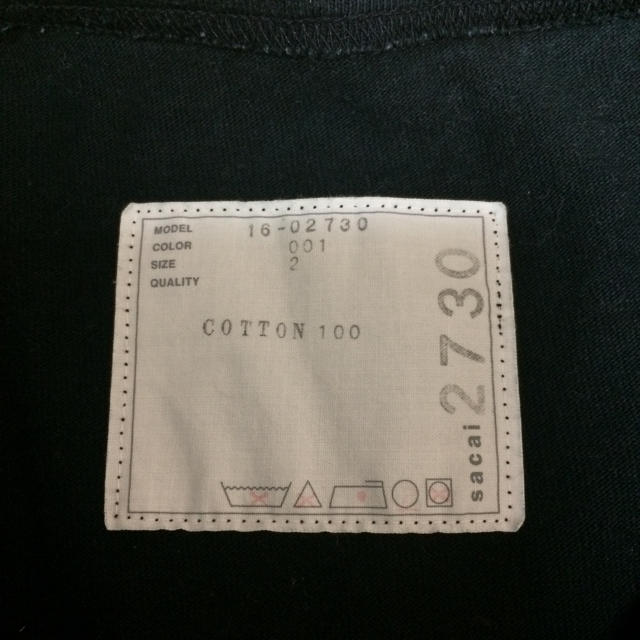 MODEL 16-02730
COLOR 001
SIZE 2
QUALITY
COTTON 100
sacai 2730